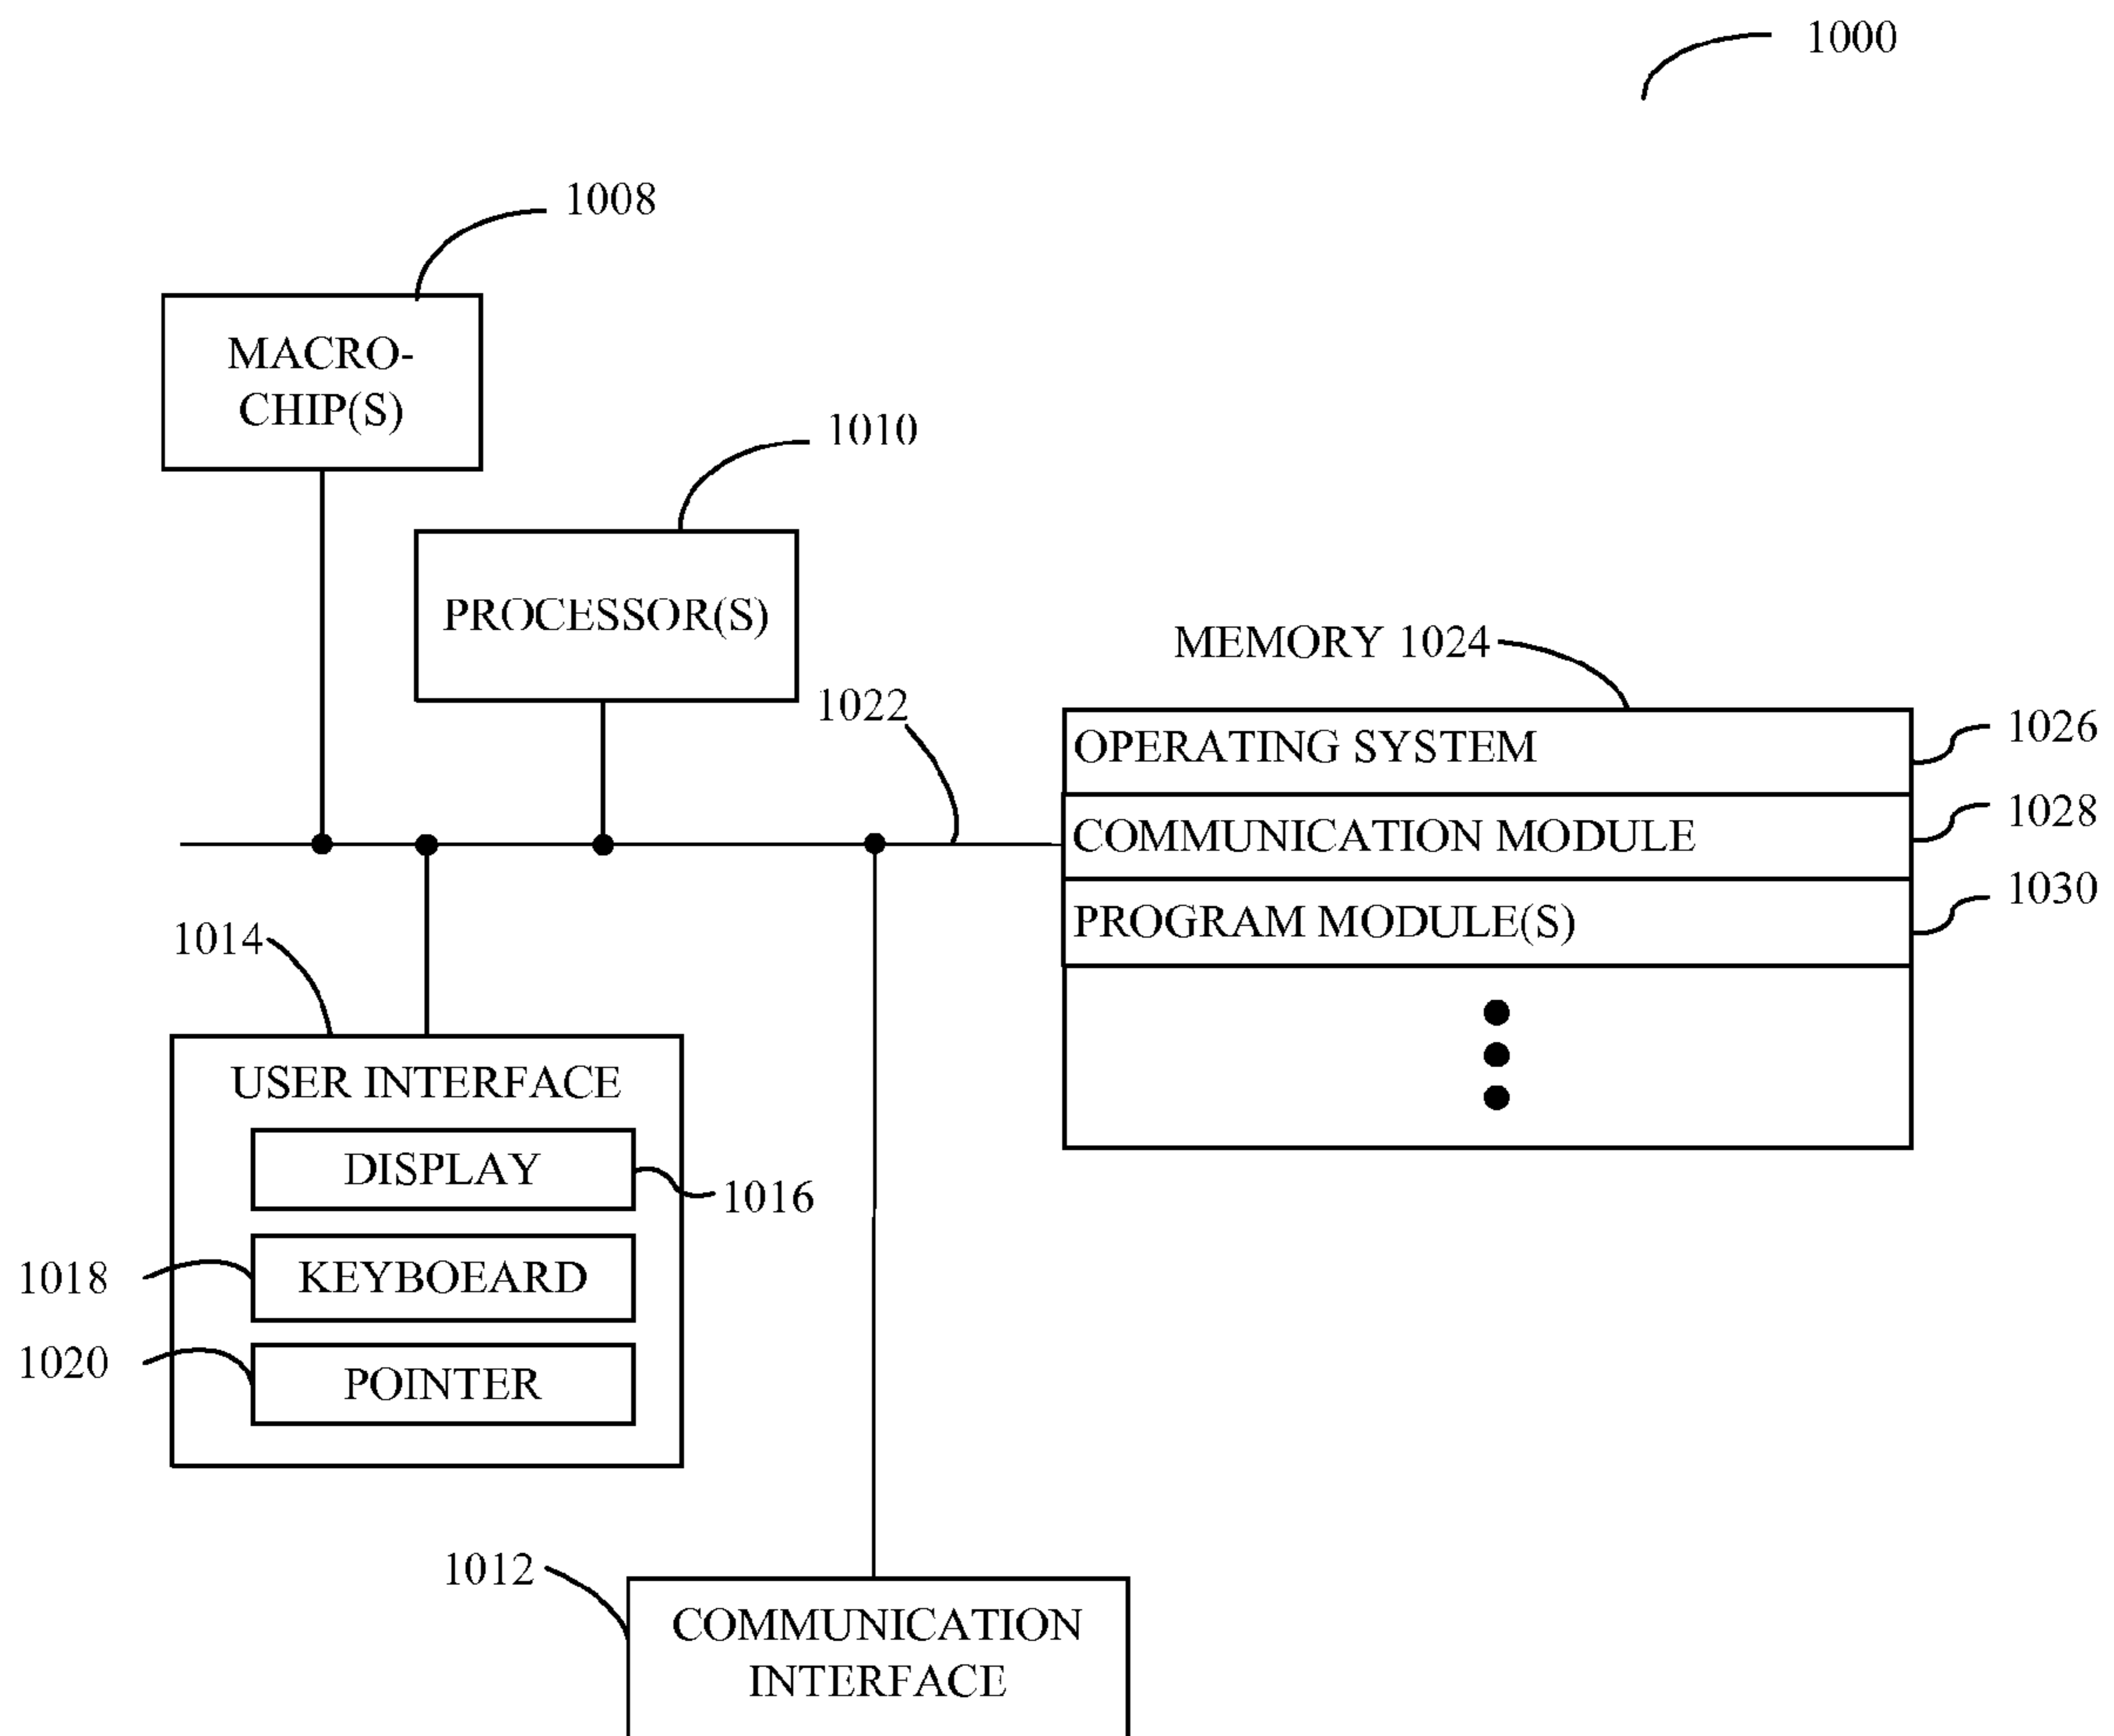 1000
1008
MACRO-
CHIP(S)
1010
PROCESSOR(S)
MEMORY 1024
1022
OPERATING SYSTEM
1026
COMMUNICATION MODULE
1028
PROGRAM MODULE(S)
1030
1014
USER INTERFACE
DISPLAY
1016
1018
KEYBOEARD
1020
POINTER
1012
COMMUNICATION
INTERFACE